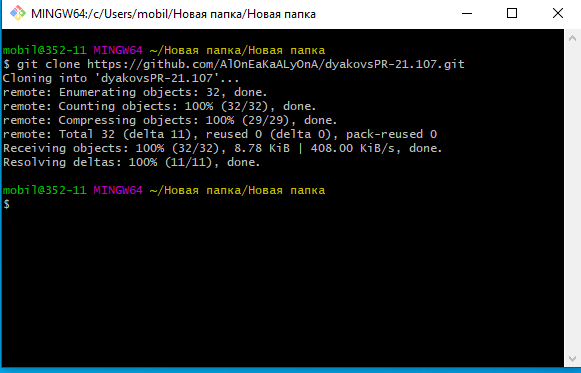 MINGW64:/c/Users/mobil/Новая папка/Новая папка
mobil@352-11 MINGW64 ~/Новая папка/Новая папка
$ git clone https://github.com/AlOnEaKaALyOnA/dyakovsPR-21.107.git
Cloning into 'dyakovsPR-21.107'...
remote: Enumerating objects: 32, done.
remote: Counting objects: 100% (32/32), done.
remote: Compressing objects: 100% (29/29), done.
remote: Total 32 (delta 11), reused 0 (delta 0), pack-reused 0
Receiving objects: 100% (32/32), 8.78 KiB | 408.00 KiB/s, done.
Resolving deltas: 100% (11/11), done.
mobil@352-11 MINGW64 ~/Новая папка/Новая папка
$